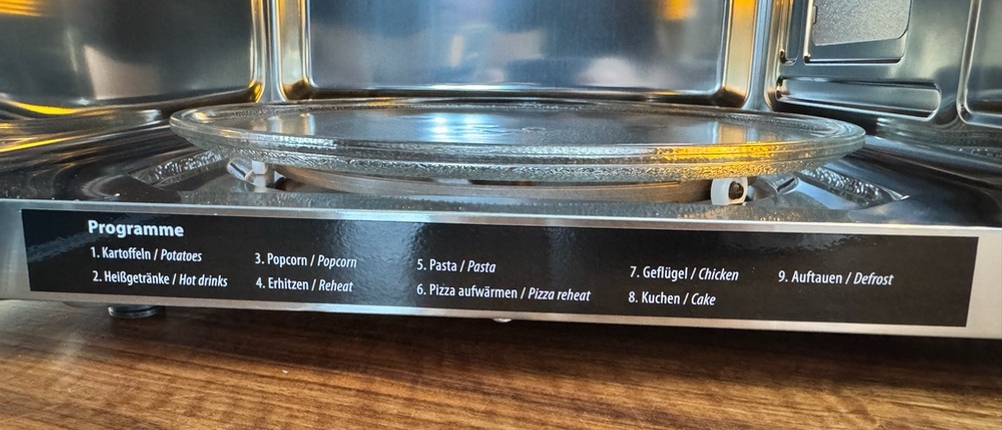 Programme
1. Kartoffeln / Potatoes
2. Heißgetränke / Hot drinks
3. Popcorn / Popcorn
4. Erhitzen / Reheat
5. Pasta / Pasta
6. Pizza aufwärmen / Pizza reheat
7. Geflügel / Chicken
8. Kuchen / Cake
9. Auftauen / Defrost